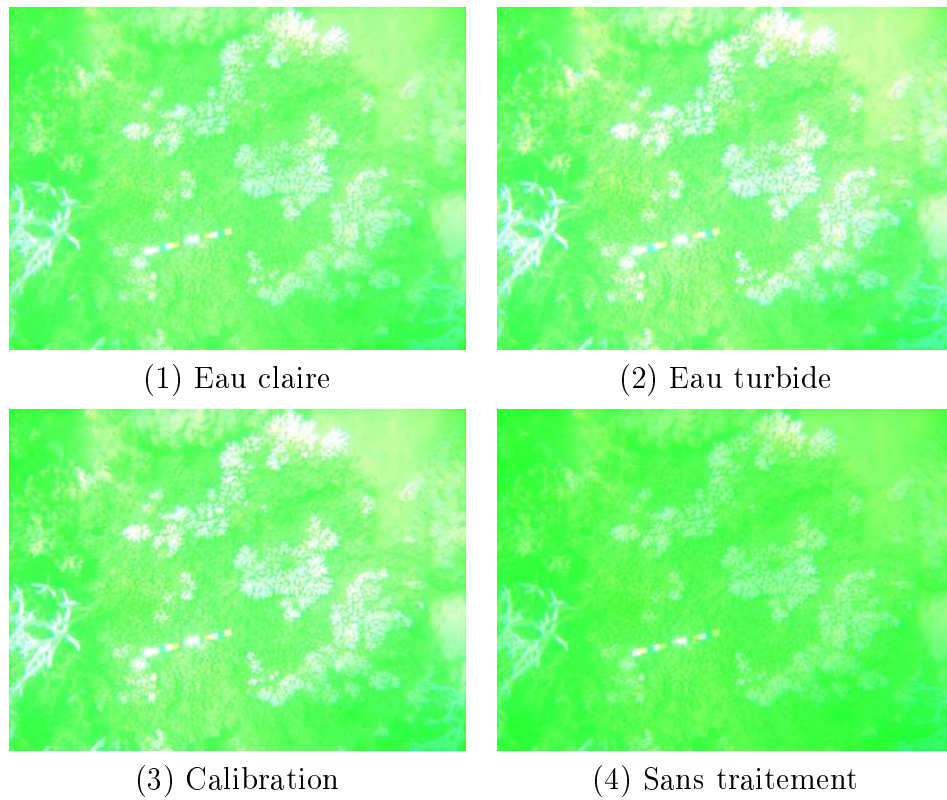 (1) Eau claire
(2) Eau turbide
(3) Calibration
(4) Sans traitement